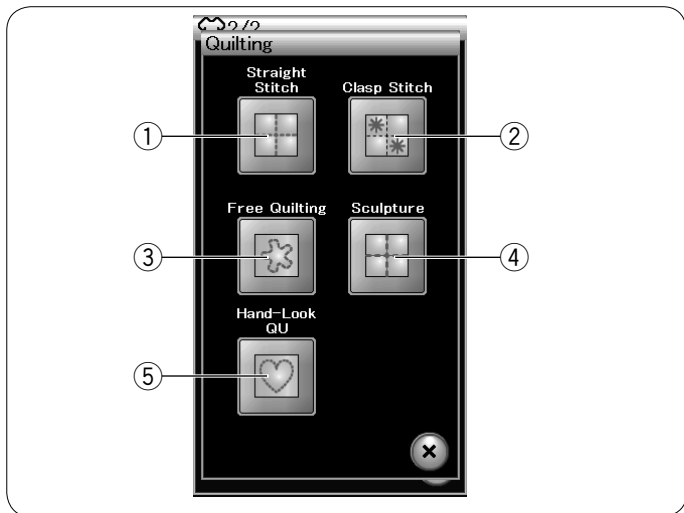 2/2
Quilting
Straight
Stitch
Clasp Stitch
① ②
Free Quilting Sculpture
③ ④
Hand-Look
QU
⑤